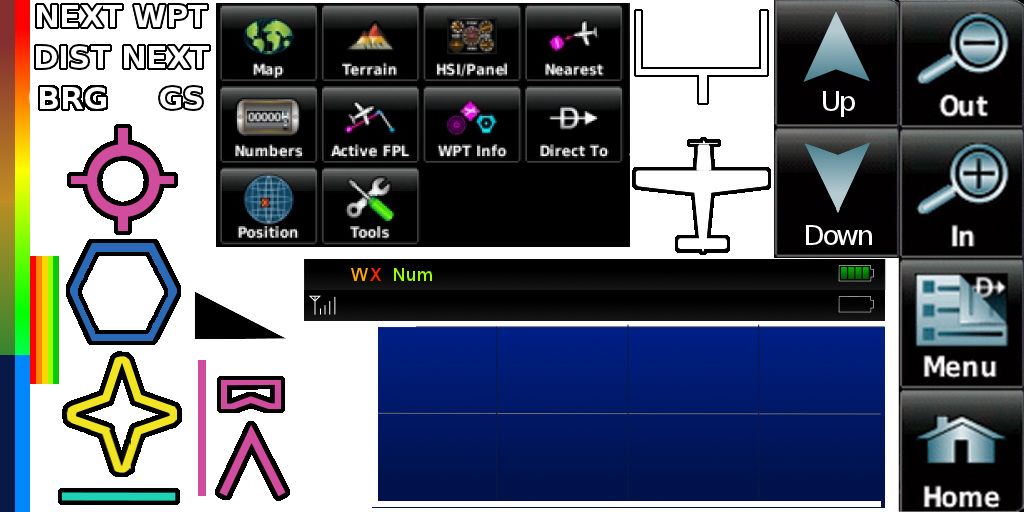 NEXT WPT
DIST NEXT
BRG GS
Map
Terrain
HSI/Panel
Nearest
Numbers
Active FPL
WPT Info
Direct To
Position
Tools
WX Num
Up
Out
Down
In
Menu
Home